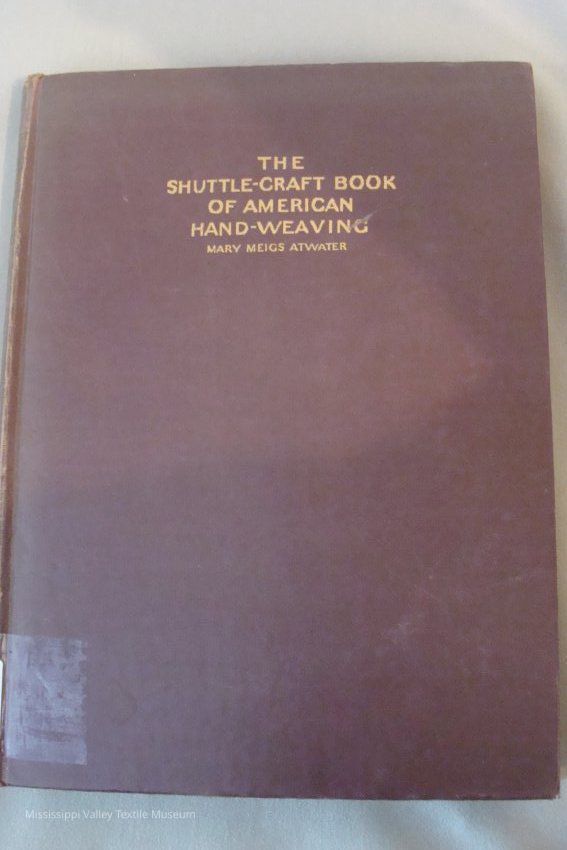 THE
SHUTTLE-CRAFT BOOK
OF AMERICAN
HAND-WEAVING
MARY MEIGS ATWATER
Mississippi Valley Textile Museum